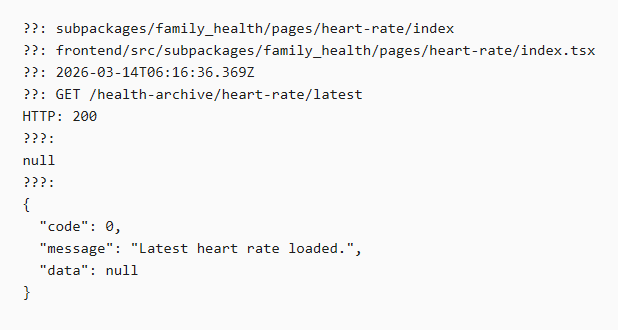 ??: subpackages/family_health/pages/heart-rate/index
??: frontend/src/subpackages/family_health/pages/heart-rate/index.tsx
??: 2026-03-14T06:16:36.369Z
??: GET /health-archive/heart-rate/latest
HTTP: 200
???:
null
???:
{
  "code": 0,
  "message": "Latest heart rate loaded.",
  "data": null
}